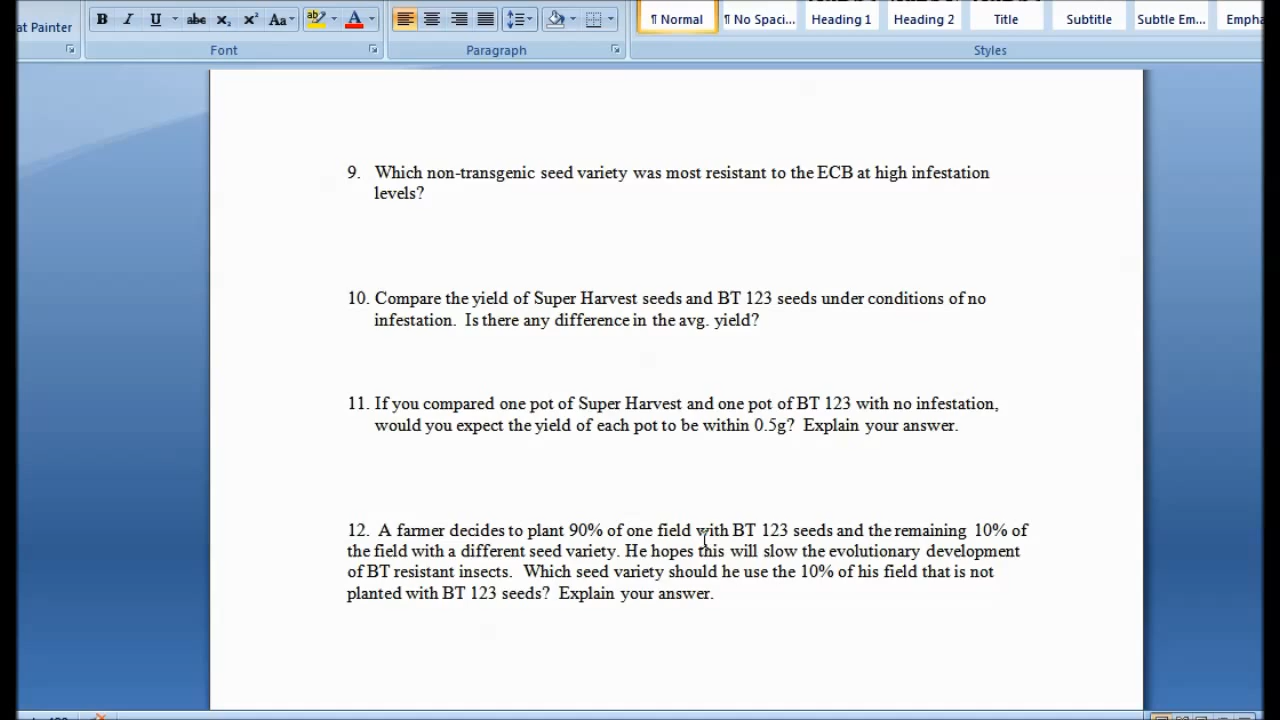 at Painter
B I U abc x₂ x² Aa ab A
¶ Normal ¶ No Spaci... Heading 1 Heading 2 Title Subtitle Subtle Em... Empha
Font Paragraph Styles
9. Which non-transgenic seed variety was most resistant to the ECB at high infestation
levels?
10. Compare the yield of Super Harvest seeds and BT 123 seeds under conditions of no
infestation. Is there any difference in the avg. yield?
11. If you compared one pot of Super Harvest and one pot of BT 123 with no infestation,
would you expect the yield of each pot to be within 0.5g? Explain your answer.
12. A farmer decides to plant 90% of one field with BT 123 seeds and the remaining 10% of
the field with a different seed variety. He hopes this will slow the evolutionary development
of BT resistant insects. Which seed variety should he use the 10% of his field that is not
planted with BT 123 seeds? Explain your answer.